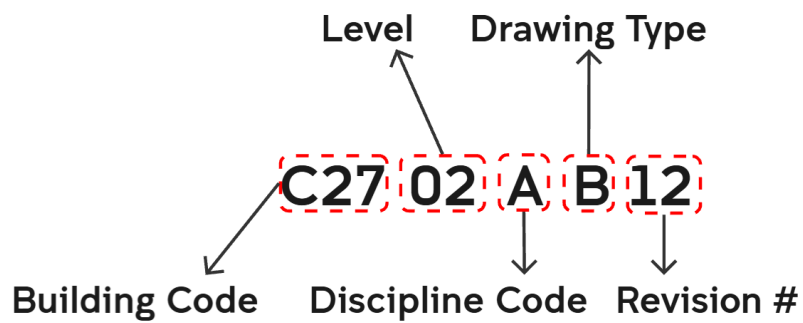 Level Drawing Type
C27 02 A B 12
Building Code Discipline Code Revision #